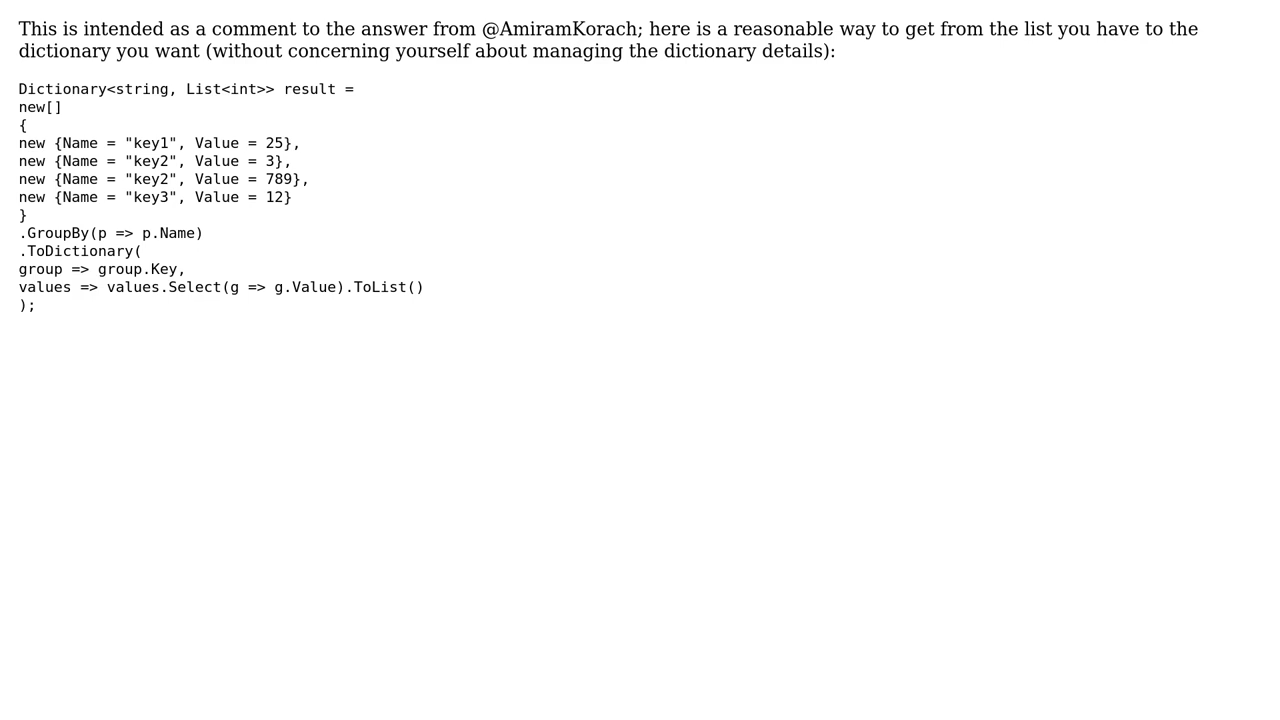 This is intended as a comment to the answer from @AmiramKorach; here is a reasonable way to get from the list you have to the
dictionary you want (without concerning yourself about managing the dictionary details):
Dictionary<string, List<int>> result =
new[]
{
new {Name = "key1", Value = 25},
new {Name = "key2", Value = 3},
new {Name = "key2", Value = 789},
new {Name = "key3", Value = 12}
}
.GroupBy(p => p.Name)
.ToDictionary(
group => group.Key,
values => values.Select(g => g.Value).ToList()
);